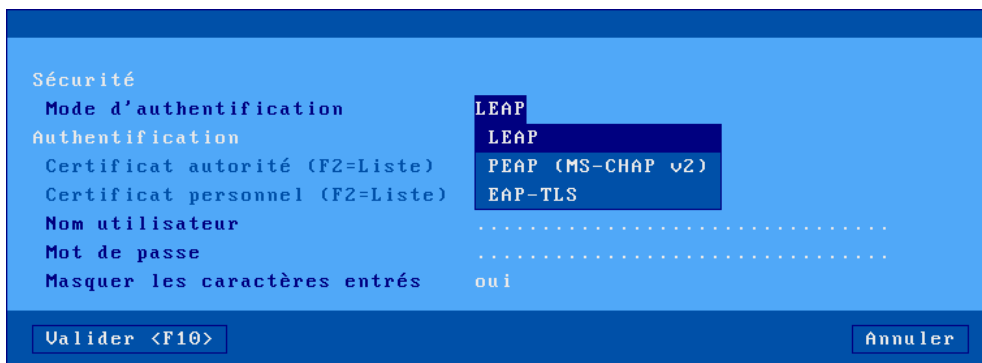 Sécurité
Mode d'authentification LEAP
Authentification LEAP
Certificat autorité (F2=Liste) PEAP (MS-CHAP v2)
Certificat personnel (F2=Liste) EAP-TLS
Nom utilisateur ................................
Mot de passe ................................
Masquer les caractères entrés oui
Valider <F10> Annuler